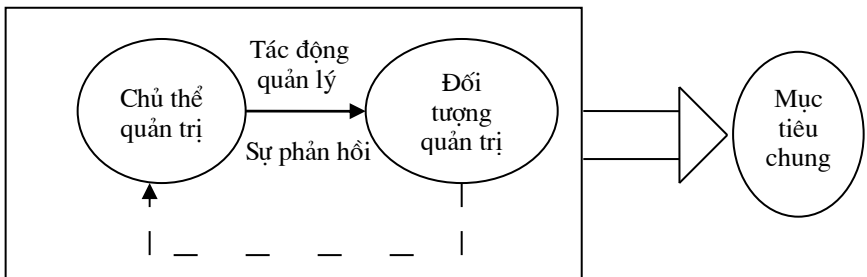 Chủ thể
quản trị
Tác động
quản lý
Sự phản hồi
Đối
tượng
quản trị
Mục
tiêu
chung